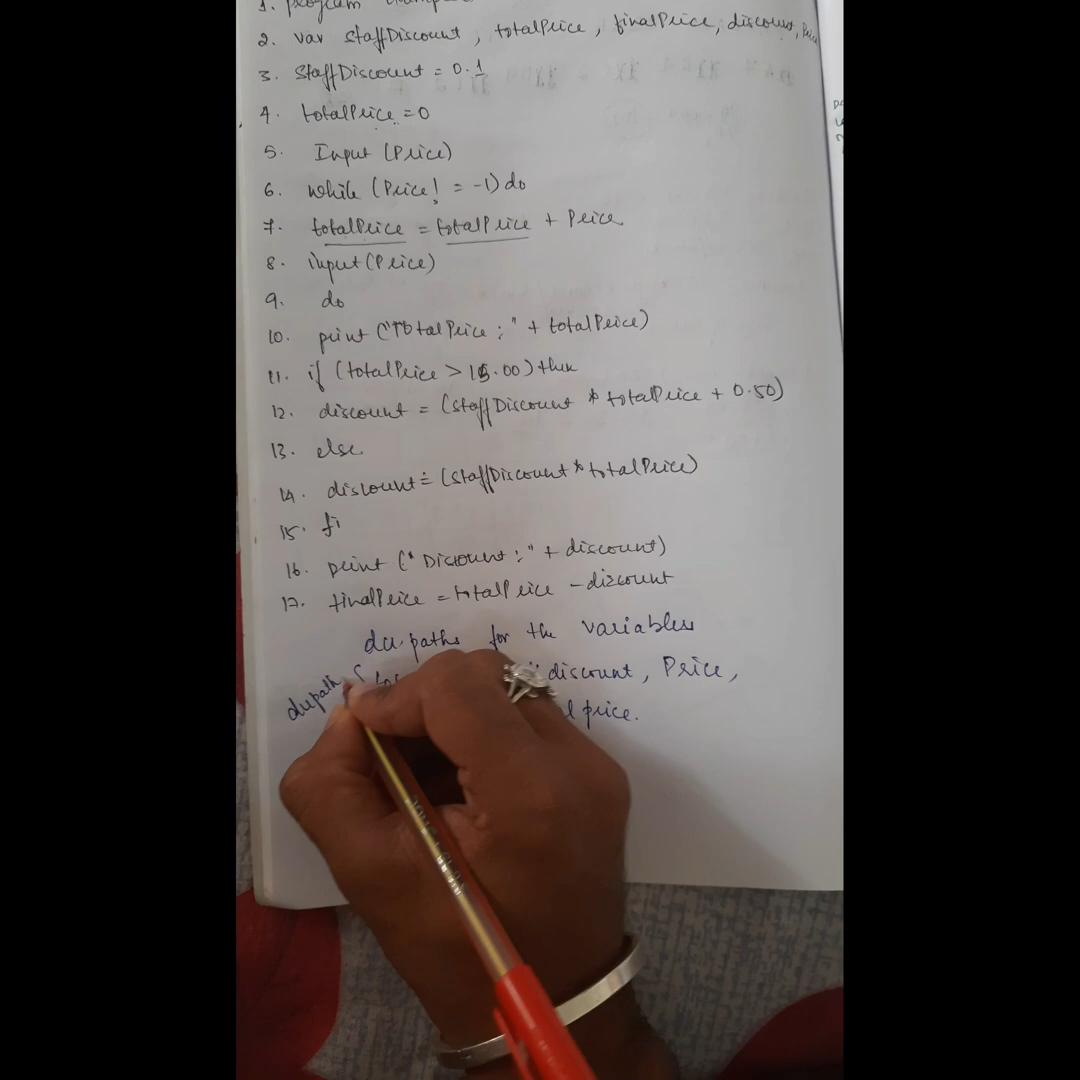 1. program
2. var staffDiscount, totalPrice, finalPrice, discount, Price
3. StaffDiscount = 0.1
4. totalPrice = 0
5. Input (Price)
6. while (Price! = -1) do
7. totalPrice = totalPrice + Price
8. input (Price)
9. do
10. print ("TotalPrice :" + totalPrice)
11. if (totalPrice > 15.00) then
12. discount = (staffDiscount * totalPrice + 0.50)
13. else
14. discount = (staffDiscount * totalPrice)
15. fi
16. print ("Discount :" + discount)
17. finalPrice = totalPrice - discount
du-paths for the variables
dupath discount, Price,
price.